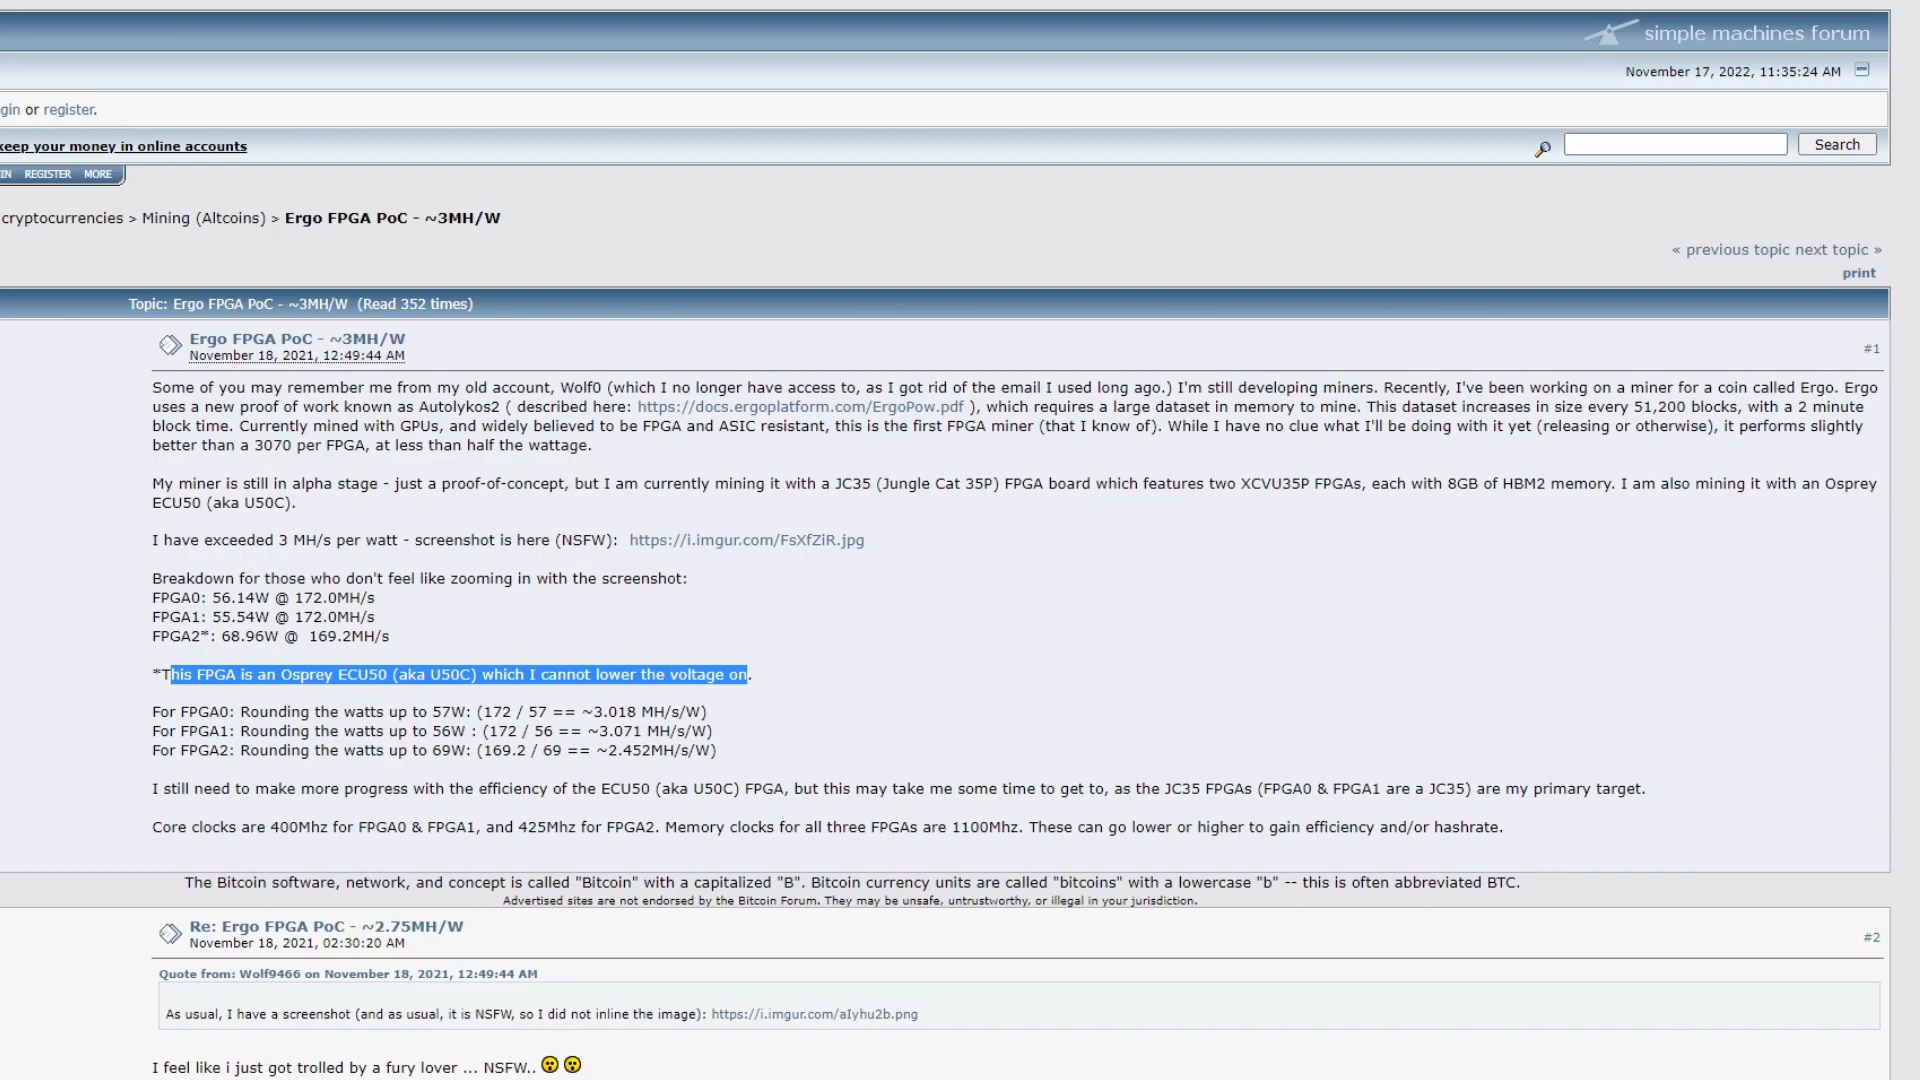 simple machines forum
November 17, 2022, 11:35:24 AM
gin or register.
keep your money in online accounts
Search
IN REGISTER MORE
cryptocurrencies > Mining (Altcoins) > Ergo FPGA PoC - ~3MH/W
« previous topic next topic »
print
Topic: Ergo FPGA PoC - ~3MH/W (Read 352 times)
Ergo FPGA PoC - ~3MH/W
November 18, 2021, 12:49:44 AM
#1
Some of you may remember me from my old account, Wolf0 (which I no longer have access to, as I got rid of the email I used long ago.) I'm still developing miners. Recently, I've been working on a miner for a coin called Ergo. Ergo
uses a new proof of work known as Autolykos2 ( described here: https://docs.ergoplatform.com/ErgoPow.pdf ), which requires a large dataset in memory to mine. This dataset increases in size every 51,200 blocks, with a 2 minute
block time. Currently mined with GPUs, and widely believed to be FPGA and ASIC resistant, this is the first FPGA miner (that I know of). While I have no clue what I'll be doing with it yet (releasing or otherwise), it performs slightly
better than a 3070 per FPGA, at less than half the wattage.
My miner is still in alpha stage - just a proof-of-concept, but I am currently mining it with a JC35 (Jungle Cat 35P) FPGA board which features two XCVU35P FPGAs, each with 8GB of HBM2 memory. I am also mining it with an Osprey
ECU50 (aka U50C).
I have exceeded 3 MH/s per watt - screenshot is here (NSFW): https://i.imgur.com/FsXfZiR.jpg
Breakdown for those who don't feel like zooming in with the screenshot:
FPGA0: 56.14W @ 172.0MH/s
FPGA1: 55.54W @ 172.0MH/s
FPGA2*: 68.96W @ 169.2MH/s
*This FPGA is an Osprey ECU50 (aka U50C) which I cannot lower the voltage on.
For FPGA0: Rounding the watts up to 57W: (172 / 57 == ~3.018 MH/s/W)
For FPGA1: Rounding the watts up to 56W : (172 / 56 == ~3.071 MH/s/W)
For FPGA2: Rounding the watts up to 69W: (169.2 / 69 == ~2.452MH/s/W)
I still need to make more progress with the efficiency of the ECU50 (aka U50C) FPGA, but this may take me some time to get to, as the JC35 FPGAs (FPGA0 & FPGA1 are a JC35) are my primary target.
Core clocks are 400Mhz for FPGA0 & FPGA1, and 425Mhz for FPGA2. Memory clocks for all three FPGAs are 1100Mhz. These can go lower or higher to gain efficiency and/or hashrate.
The Bitcoin software, network, and concept is called "Bitcoin" with a capitalized "B". Bitcoin currency units are called "bitcoins" with a lowercase "b" -- this is often abbreviated BTC.
Advertised sites are not endorsed by the Bitcoin Forum. They may be unsafe, untrustworthy, or illegal in your jurisdiction.
Re: Ergo FPGA PoC - ~2.75MH/W
November 18, 2021, 02:30:20 AM
#2
Quote from: Wolf9466 on November 18, 2021, 12:49:44 AM
As usual, I have a screenshot (and as usual, it is NSFW, so I did not inline the image): https://i.imgur.com/aIyhu2b.png
I feel like i just got trolled by a fury lover ... NSFW..